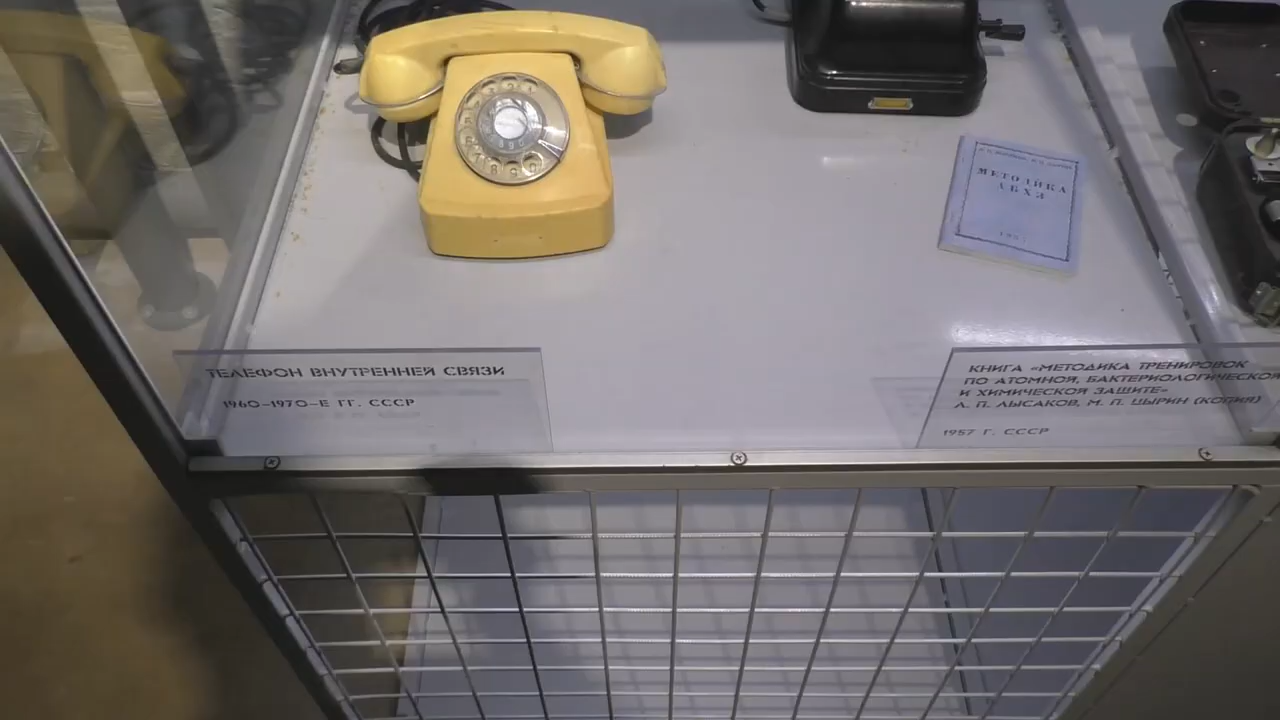 МЕТОДИКА
АБХЗ
1957
ТЕЛЕФОН ВНУТРЕННЕЙ СВЯЗИ
1960-1970-Е ГГ. СССР
КНИГА «МЕТОДИКА ТРЕНИРОВОК
ПО АТОМНОЙ, БАКТЕРИОЛОГИЧЕСКОЙ
И ХИМИЧЕСКОЙ ЗАЩИТЕ»
Л. П. ЛЫСАКОВ, М. П. ЦЫРИН (КОПИЯ)
1957 Г. СССР